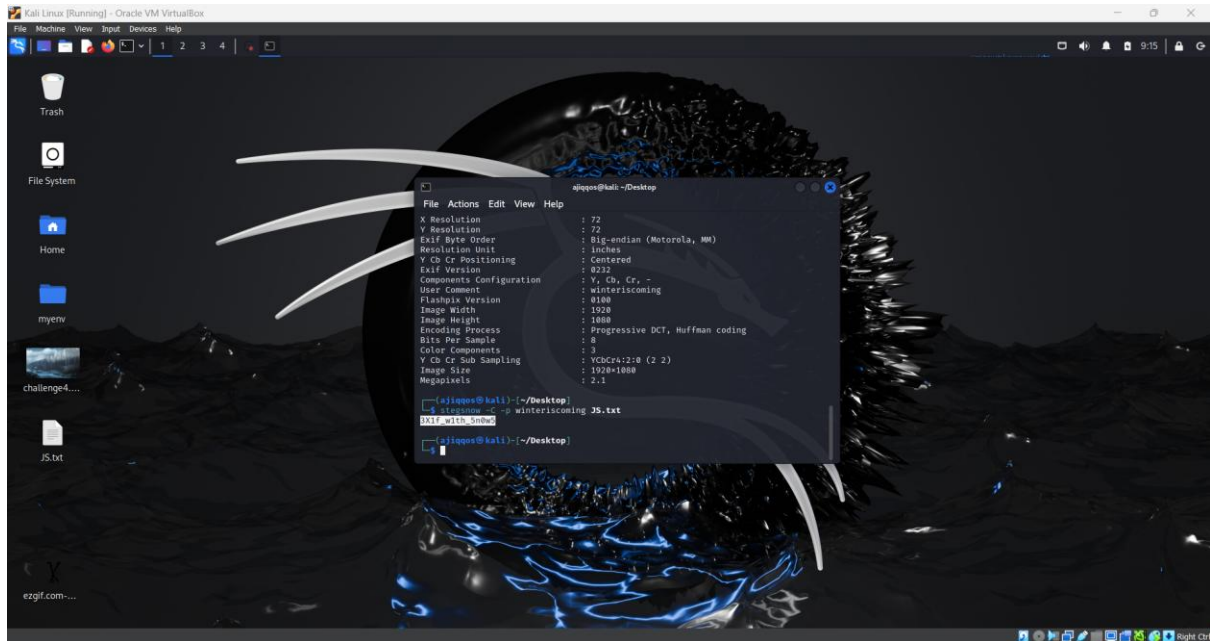 Kali Linux [Running] - Oracle VM VirtualBox
File Machine View Input Devices Help
1 2 3 4
9:15
Trash
File System
Home
myenv
challenge4....
JS.txt
ezgif.com-...
ajiqqos@kali: ~/Desktop
File Actions Edit View Help
X Resolution : 72
Y Resolution : 72
Exif Byte Order : Big-endian (Motorola, MM)
Resolution Unit : inches
Y Cb Cr Positioning : Centered
Exif Version : 0232
Components Configuration : Y, Cb, Cr, -
User Comment : winteriscoming
Flashpix Version : 0100
Image Width : 1920
Image Height : 1080
Encoding Process : Progressive DCT, Huffman coding
Bits Per Sample : 8
Color Components : 3
Y Cb Cr Sub Sampling : YCbCr4:2:0 (2 2)
Image Size : 1920×1080
Megapixels : 2.1
(ajiqqos㉿kali)-[~/Desktop]
$ stegsnow -C -p winteriscoming JS.txt
3X1f_w1th_5n0w5
(ajiqqos㉿kali)-[~/Desktop]
$
Right Ctrl